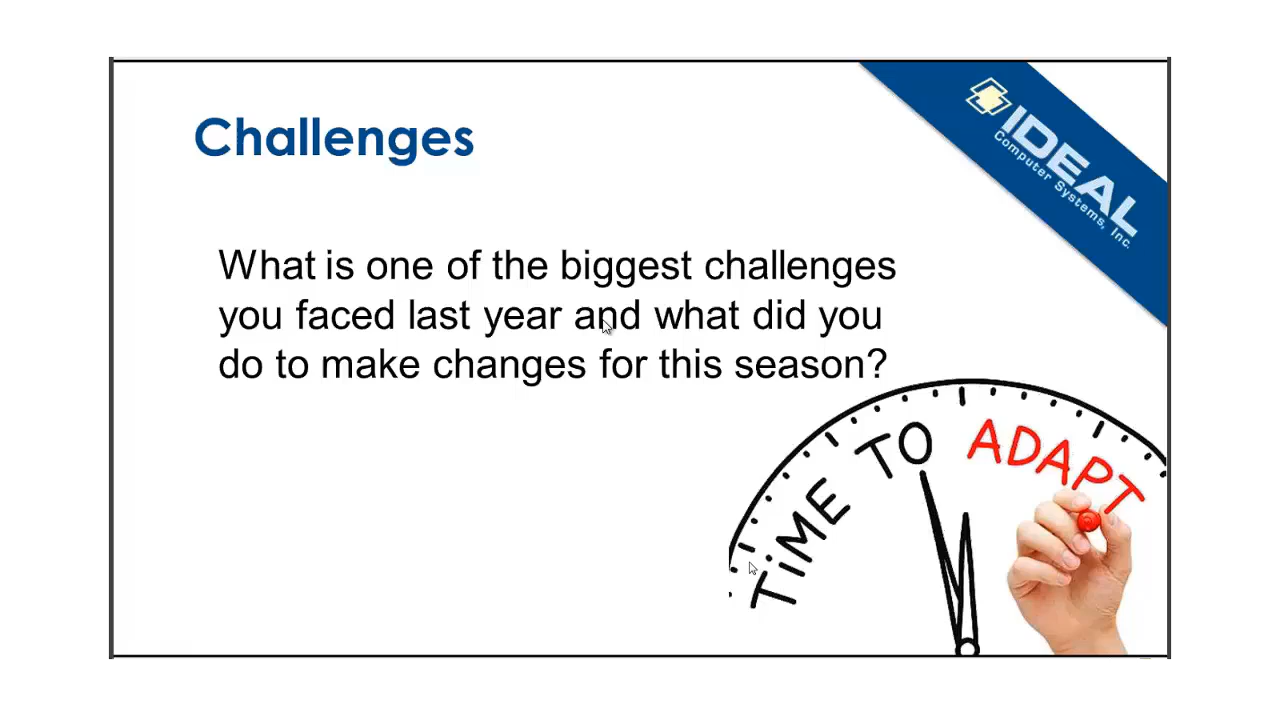 Challenges
IDEAL
Computer Systems, Inc.
What is one of the biggest challenges
you faced last year and what did you
do to make changes for this season?
TiME TO ADAPT